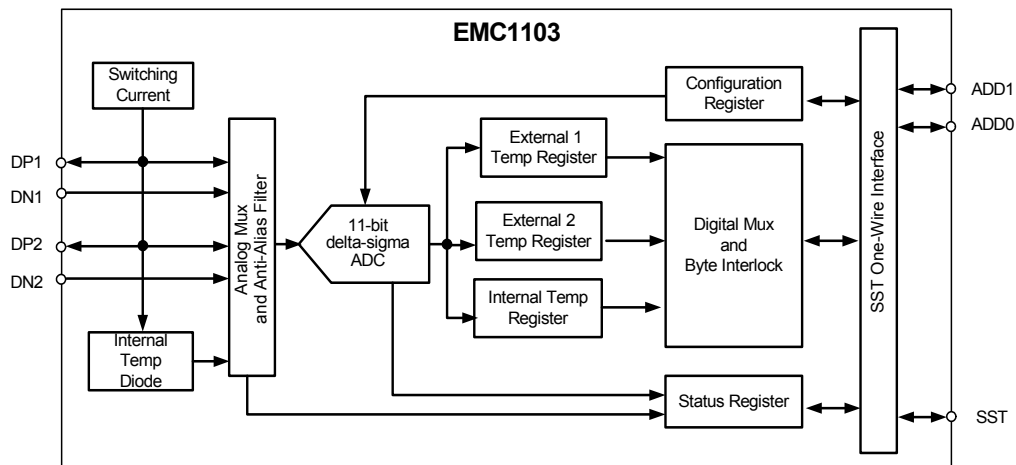 EMC1103
Switching
Current
Configuration
Register
ADD1
ADD0
External 1
Temp Register
DP1
DN1
DP2
DN2
Analog Mux
and Anti-Alias Filter
11-bit
delta-sigma
ADC
External 2
Temp Register
Digital Mux
and
Byte Interlock
SST One-Wire Interface
Internal Temp
Register
Internal
Temp
Diode
Status Register
SST